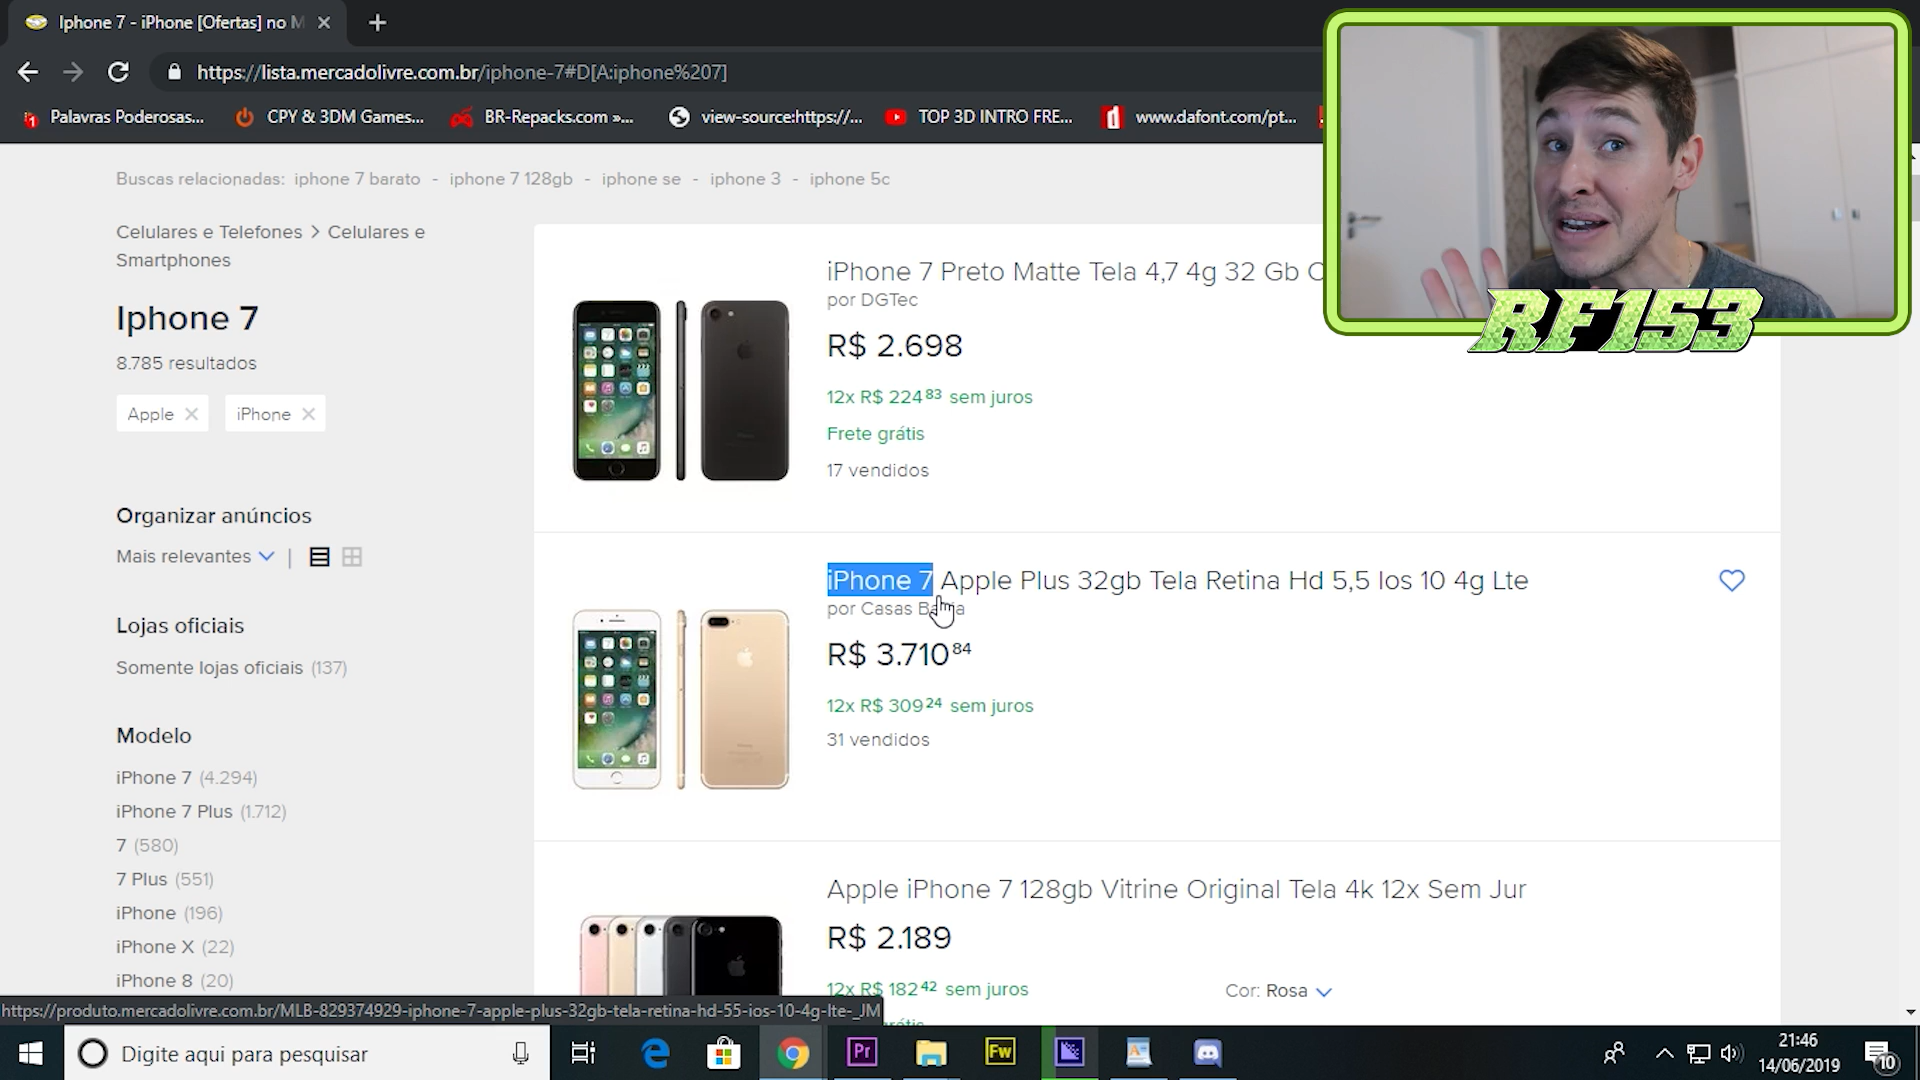 Iphone 7 - iPhone [Ofertas] no M
https://lista.mercadolivre.com.br/iphone-7#D[A:iphone%207]
Palavras Poderosas...
CPY & 3DM Games...
BR-Repacks.com »...
view-source:https://...
TOP 3D INTRO FRE...
www.dafont.com/pt...
RF153
Buscas relacionadas: iphone 7 barato - iphone 7 128gb - iphone se - iphone 3 - iphone 5c
Celulares e Telefones > Celulares e
Smartphones
Iphone 7
8.785 resultados
Apple
iPhone
Organizar anúncios
Mais relevantes
Lojas oficiais
Somente lojas oficiais (137)
Modelo
iPhone 7 (4.294)
iPhone 7 Plus (1.712)
7 (580)
7 Plus (551)
iPhone (196)
iPhone X (22)
iPhone 8 (20)
iPhone 7 Preto Matte Tela 4,7 4g 32 Gb
por DGTec
R$ 2.698
12x R$ 224 83 sem juros
Frete grátis
17 vendidos
iPhone 7 Apple Plus 32gb Tela Retina Hd 5,5 Ios 10 4g Lte
por Casas
R$ 3.710 84
12x R$ 309 24 sem juros
31 vendidos
Apple iPhone 7 128gb Vitrine Original Tela 4k 12x Sem Jur
R$ 2.189
12x R$ 182 42 sem juros
Cor: Rosa
https://produto.mercadolivre.com.br/MLB-829374929-iphone-7-apple-plus-32gb-tela-retina-hd-55-ios-10-4g-lte-_JM
Digite aqui para pesquisar
Pr
Fw
21:46
14/06/2019
10